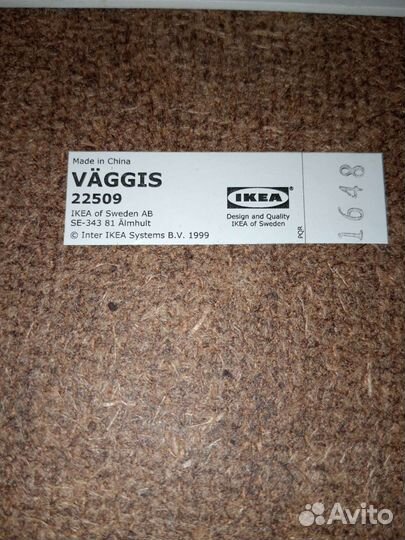 Made in China
VÄGGIS
22509
IKEA of Sweden AB
SE-343 81 Älmhult
© Inter IKEA Systems B.V. 1999
IKEA
®
Design and Quality
IKEA of Sweden
PQR
1648
Avito